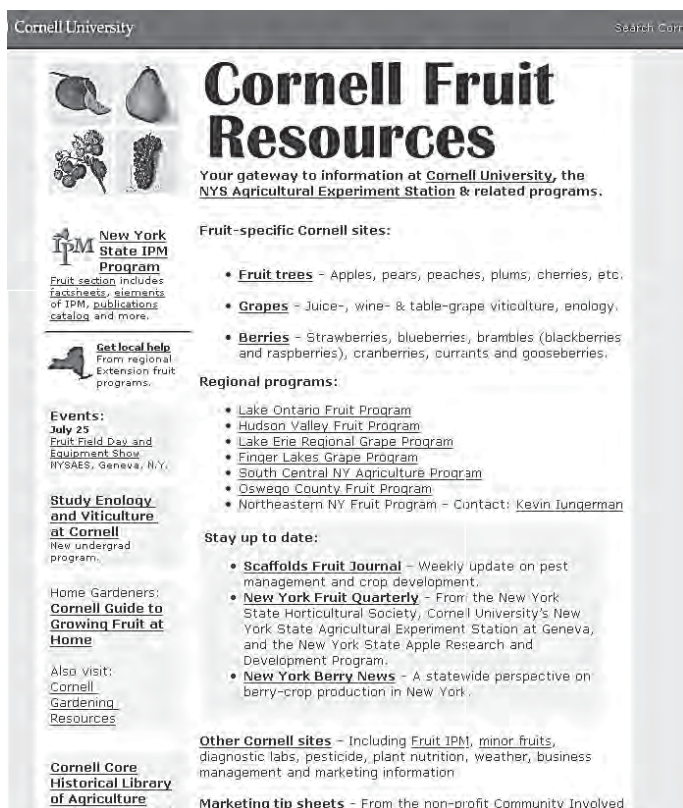 Cornell University
Search Corn
Cornell Fruit
Resources
Your gateway to information at Cornell University, the
NYS Agricultural Experiment Station & related programs.
IPM New York
State IPM
Program
Fruit section includes
factsheets, elements
of IPM, publications
catalog and more.
Get local help
From regional
Extension fruit
programs.
Events:
July 25
Fruit Field Day and
Equipment Show
NYSAES, Geneva, N.Y.
Study Enology
and Viticulture
at Cornell
New undergrad
program.
Home Gardeners:
Cornell Guide to
Growing Fruit at
Home
Also visit:
Cornell
Gardening
Resources
Cornell Core
Historical Library
of Agriculture
Fruit-specific Cornell sites:
• Fruit trees – Apples, pears, peaches, plums, cherries, etc.
• Grapes – Juice-, wine- & table-grape viticulture, enology.
• Berries – Strawberries, blueberries, brambles (blackberries
and raspberries), cranberries, currants and gooseberries.
Regional programs:
• Lake Ontario Fruit Program
• Hudson Valley Fruit Program
• Lake Erie Regional Grape Program
• Finger Lakes Grape Program
• South Central NY Agriculture Program
• Oswego County Fruit Program
• Northeastern NY Fruit Program – Contact: Kevin Iungerman
Stay up to date:
• Scaffolds Fruit Journal – Weekly update on pest
management and crop development.
• New York Fruit Quarterly – From the New York
State Horticultural Society, Cornell University's New
York State Agricultural Experiment Station at Geneva,
and the New York State Apple Research and
Development Program.
• New York Berry News – A statewide perspective on
berry-crop production in New York.
Other Cornell sites – Including Fruit IPM, minor fruits,
diagnostic labs, pesticide, plant nutrition, weather, business
management and marketing information
Marketing tip sheets – From the non-profit Community Involved